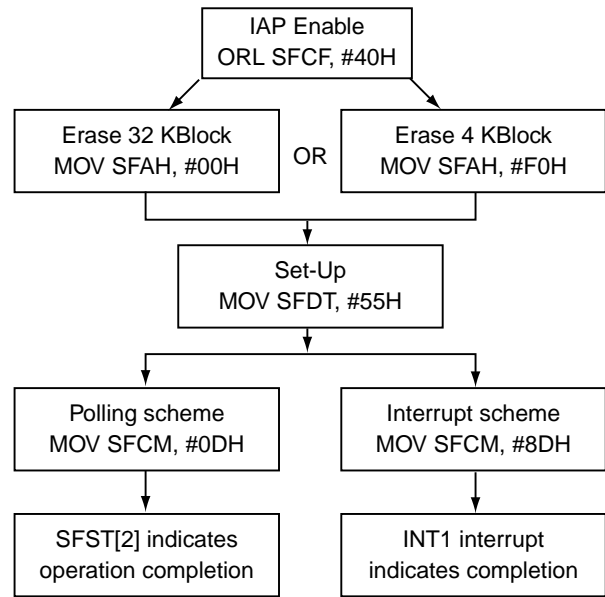 IAP Enable
ORL SFCF, #40H
Erase 32 KBlock
MOV SFAH, #00H
OR
Erase 4 KBlock
MOV SFAH, #F0H
Set-Up
MOV SFDT, #55H
Polling scheme
MOV SFCM, #0DH
Interrupt scheme
MOV SFCM, #8DH
SFST[2] indicates
operation completion
INT1 interrupt
indicates completion